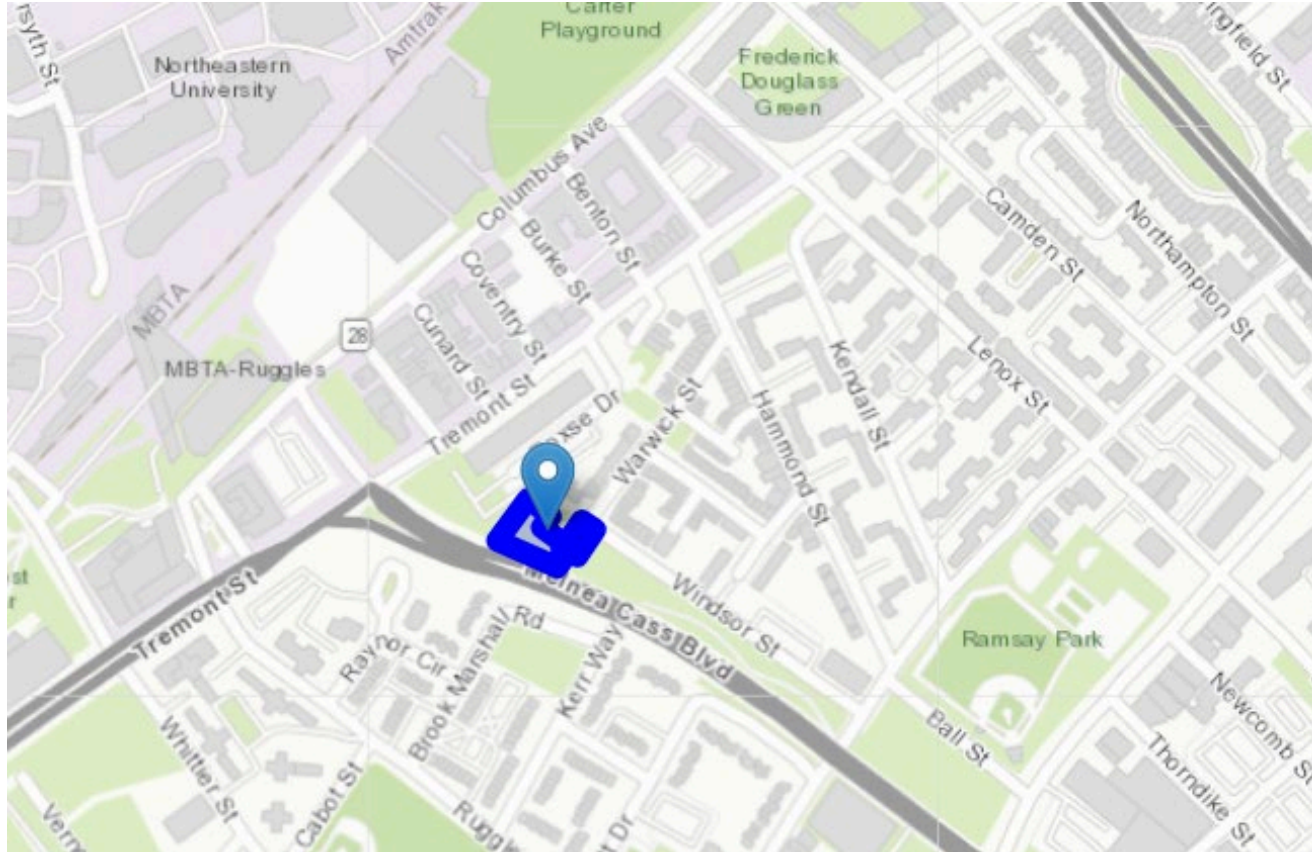 Carter
Playground
Northeastern
University
Amtrak
Frederick
Douglass
Green
Columbus Ave
Benton St
Burke St
Coventry St
Cunard St
Camden St
Northampton
St
MBTA
28
MBTA-Ruggles
Tremont St
Kendall St
Lenox St
Warwick St
Hammond St
Tremont St
Melnea Cass Blvd
Windsor St
Ramsay Park
Raynor Cir
Brook Marshall
Rd
Kerr Way
Whittier St
Cabot St
Ball St
Newcomb St
Thorndike St
Dr